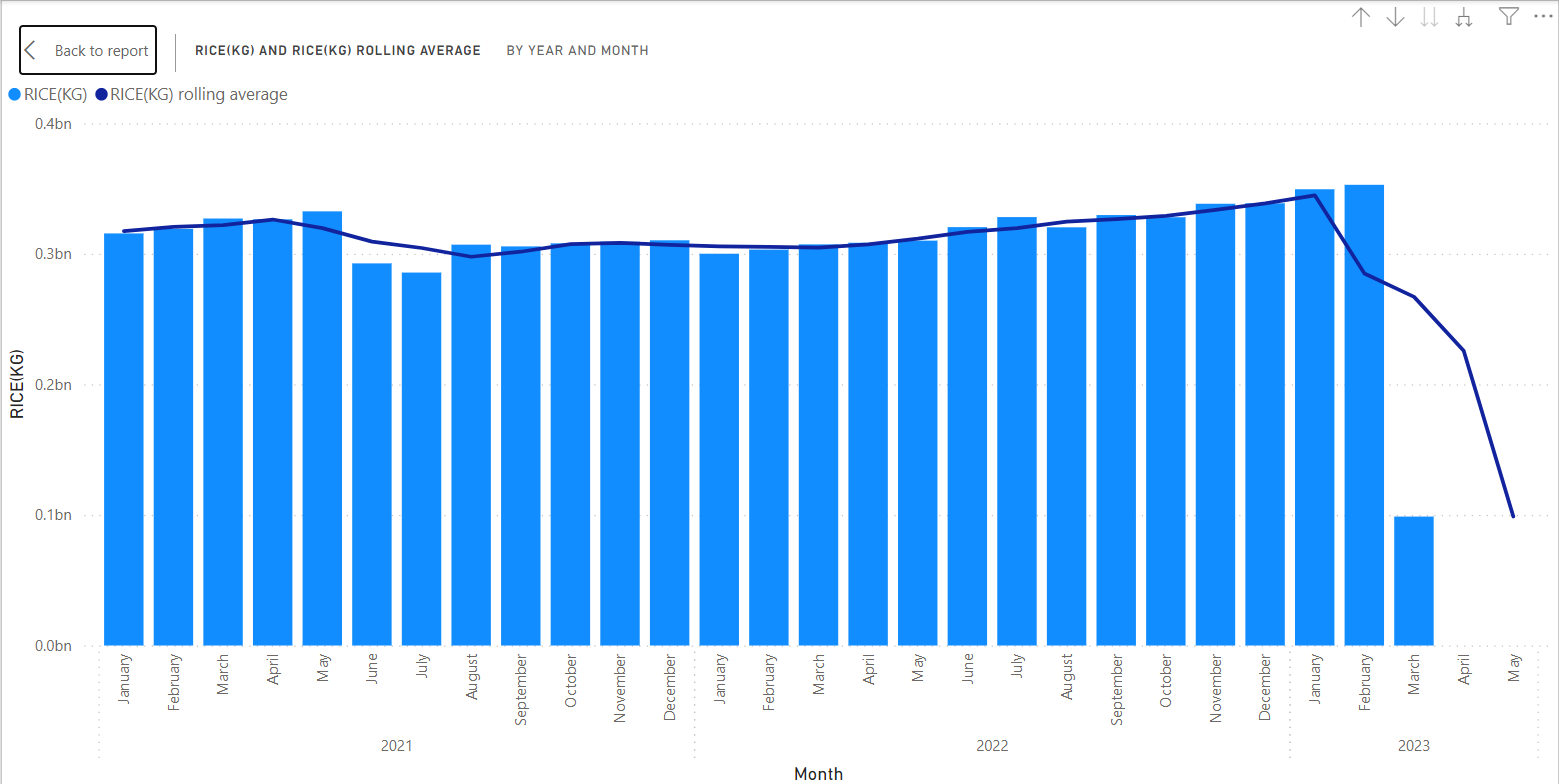 Back to report
RICE(KG) AND RICE(KG) ROLLING AVERAGE BY YEAR AND MONTH
RICE(KG) RICE(KG) rolling average
0.4bn
0.3bn
0.2bn
0.1bn
0.0bn
RICE(KG)
January February March April May June July August September October November December January February March April May June July August September October November December January February March April May
2021 2022 2023
Month